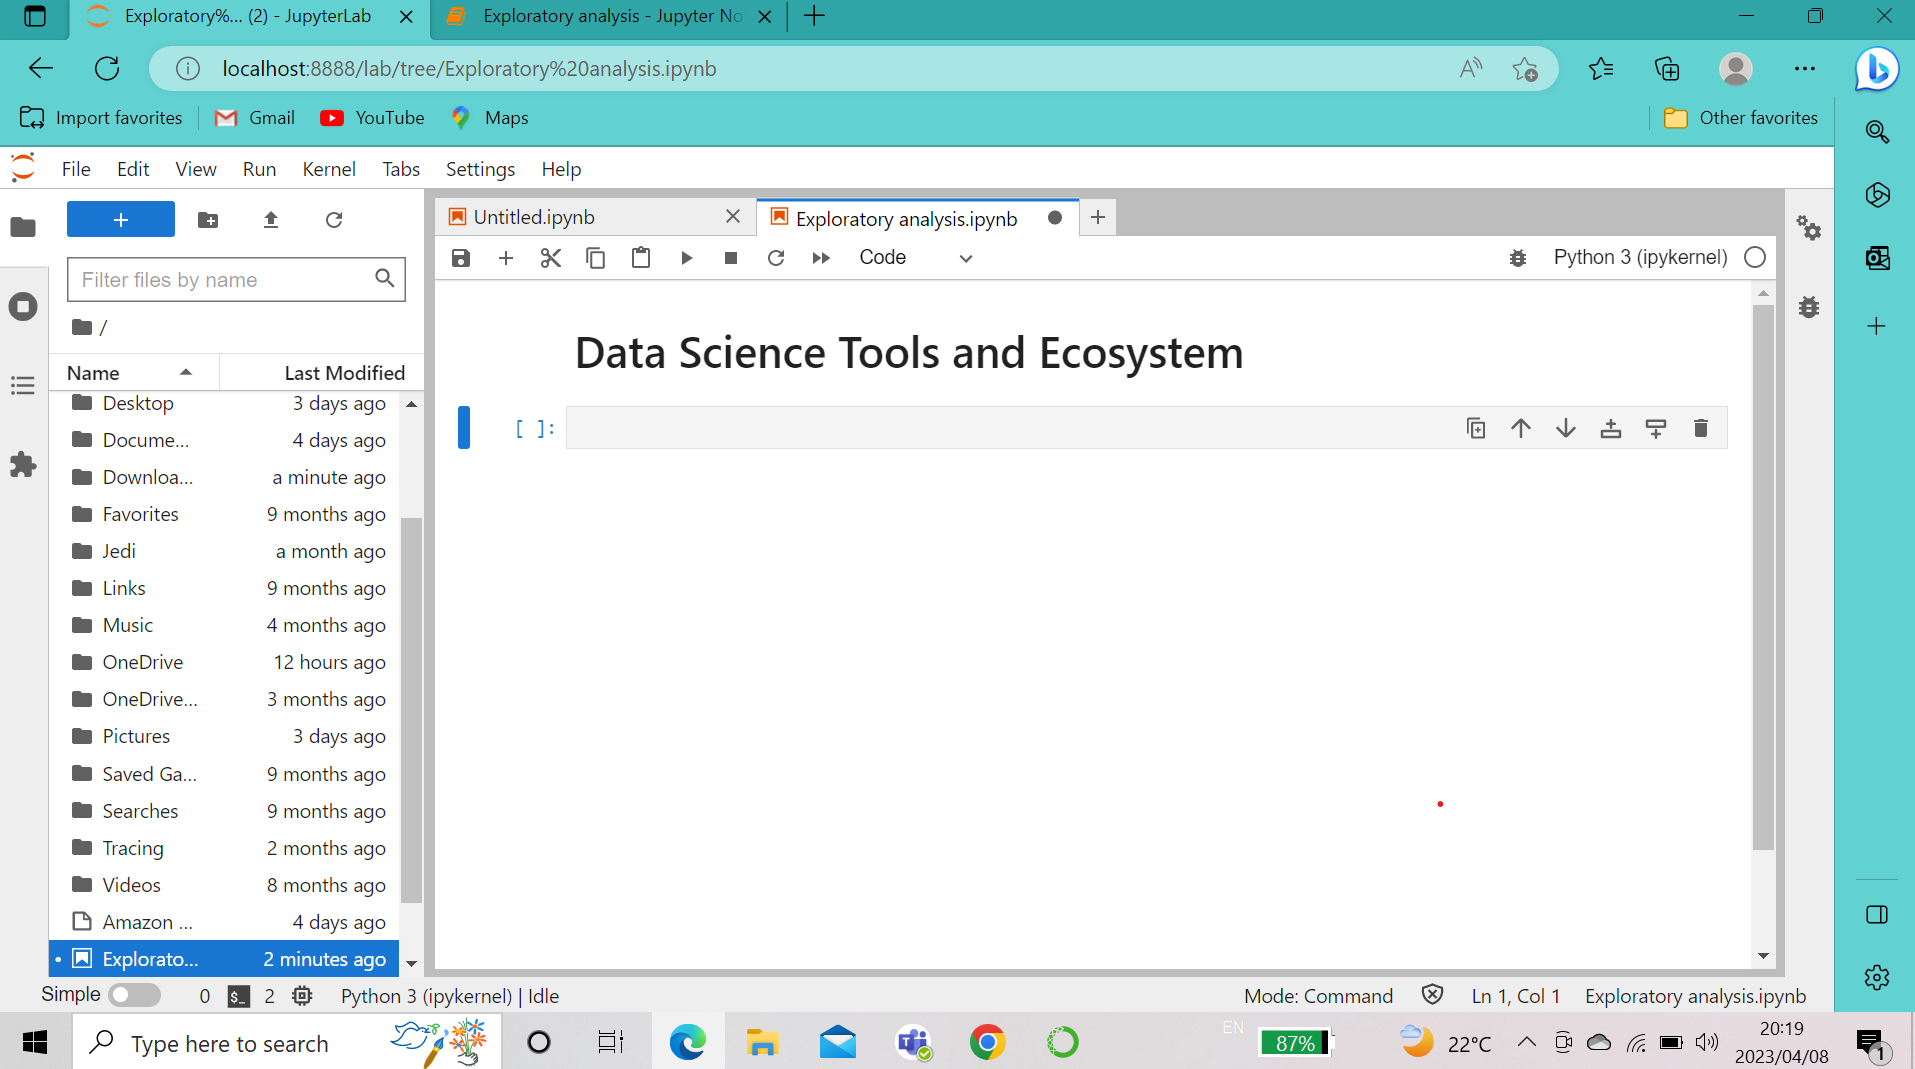 Exploratory%... (2) - JupyterLab
Exploratory analysis - Jupyter No
localhost:8888/lab/tree/Exploratory%20analysis.ipynb
Import favorites
Gmail
YouTube
Maps
Other favorites
File Edit View Run Kernel Tabs Settings Help
Untitled.ipynb
Exploratory analysis.ipynb
Code
Python 3 (ipykernel)
Filter files by name
/
Name Last Modified
Desktop 3 days ago
Docume... 4 days ago
Downloa... a minute ago
Favorites 9 months ago
Jedi a month ago
Links 9 months ago
Music 4 months ago
OneDrive 12 hours ago
OneDrive... 3 months ago
Pictures 3 days ago
Saved Ga... 9 months ago
Searches 9 months ago
Tracing 2 months ago
Videos 8 months ago
Amazon ... 4 days ago
Explorato... 2 minutes ago
Data Science Tools and Ecosystem
[ ]:
Simple 0 $_ 2 Python 3 (ipykernel) | Idle
Mode: Command Ln 1, Col 1 Exploratory analysis.ipynb
Type here to search
EN
87%
22°C
20:19
2023/04/08
1